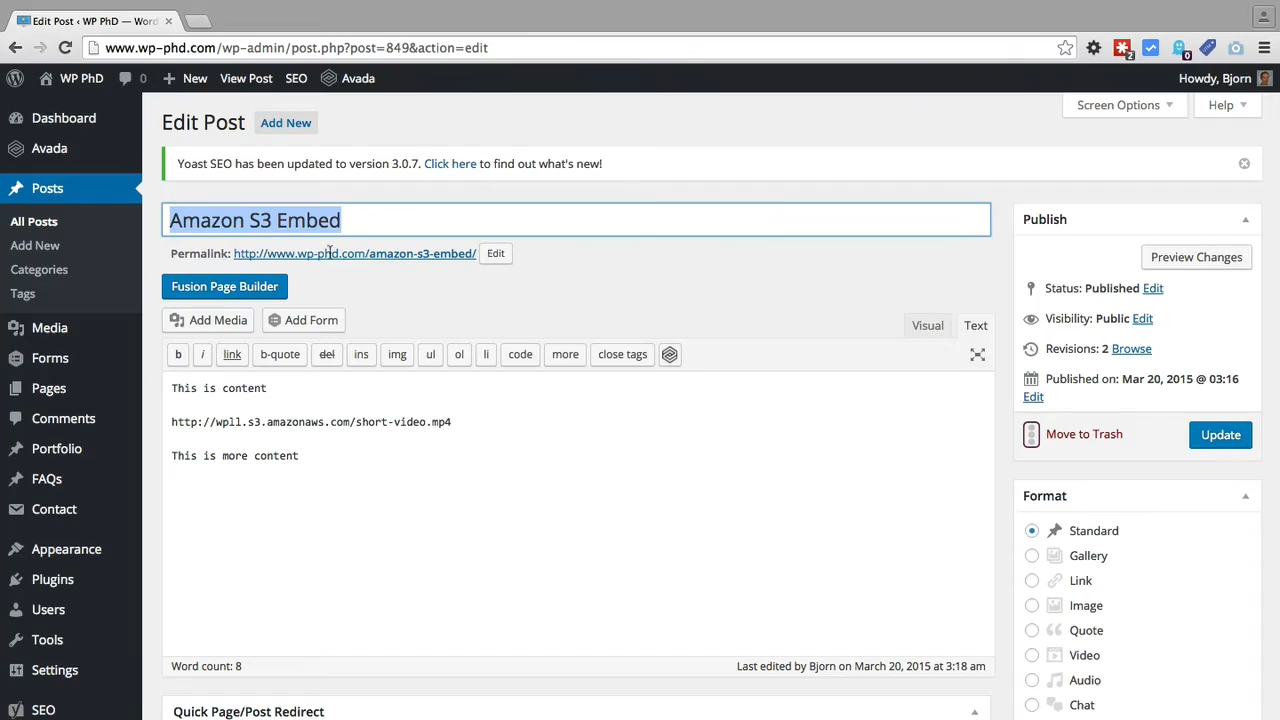 Edit Post ‹ WP PhD — Word
www.wp-phd.com/wp-admin/post.php?post=849&action=edit
2
0
WP PhD
0
New
View Post
SEO
Avada
Howdy, Bjorn
Dashboard
Avada
Posts
All Posts
Add New
Categories
Tags
Media
Forms
Pages
Comments
Portfolio
FAQs
Contact
Appearance
Plugins
Users
Tools
Settings
SEO
Screen Options
Help
Edit Post
Add New
Yoast SEO has been updated to version 3.0.7. Click here to find out what's new!
Amazon S3 Embed
Permalink: http://www.wp-phd.com/amazon-s3-embed/ Edit
Fusion Page Builder
Add Media
Add Form
Visual
Text
b
i
link
b-quote
del
ins
img
ul
ol
li
code
more
close tags
This is content
http://wpll.s3.amazonaws.com/short-video.mp4
This is more content
Word count: 8
Last edited by Bjorn on March 20, 2015 at 3:18 am
Quick Page/Post Redirect
Publish
Preview Changes
Status: Published Edit
Visibility: Public Edit
Revisions: 2 Browse
Published on: Mar 20, 2015 @ 03:16
Edit
Move to Trash
Update
Format
Standard
Gallery
Link
Image
Quote
Video
Audio
Chat